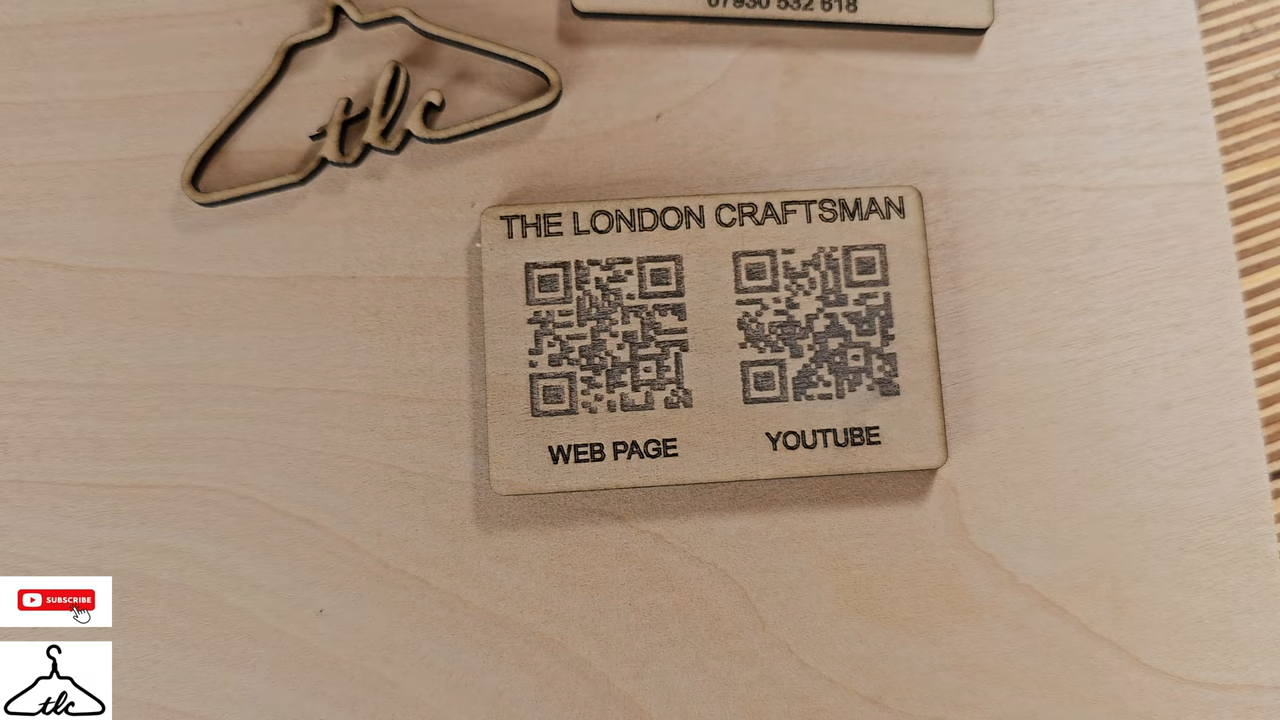 07930 532 618
tlc
THE LONDON CRAFTSMAN
WEB PAGE
YOUTUBE
SUBSCRIBE
tlc